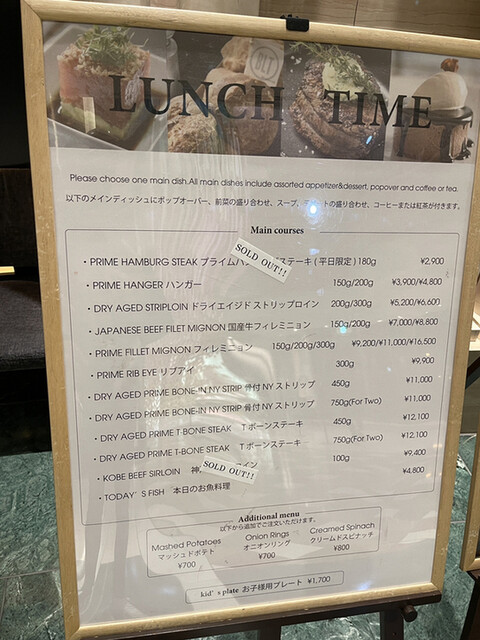 LUNCH TIME
BLT
Please choose one main dish.All main dishes include assorted appetizer&dessert, popover and coffee or tea.
以下のメインディッシュにポップオーバー、前菜の盛り合わせ、スープ、デザートの盛り合わせ、コーヒーまたは紅茶が付きます。
Main courses
SOLD OUT!!
・PRIME HAMBURG STEAK プライムハンバーグステーキ (平日限定) 180g ¥2,900
・PRIME HANGER ハンガー 150g/200g ¥3,900/¥4,800
・DRY AGED STRIPLOIN ドライエイジド ストリップロイン 200g/300g ¥5,200/¥6,600
・JAPANESE BEEF FILET MIGNON 国産牛フィレミニョン 150g/200g ¥7,000/¥8,800
・PRIME FILLET MIGNON フィレミニョン 150g/200g/300g ¥9,200/¥11,000/¥16,500
・PRIME RIB EYE リブアイ 300g ¥9,900
・DRY AGED PRIME BONE-IN NY STRIP 骨付 NY ストリップ 450g ¥11,000
・DRY AGED PRIME BONE-IN NY STRIP 骨付 NY ストリップ 750g(For Two) ¥11,000
・DRY AGED PRIME T-BONE STEAK Tボーンステーキ 450g ¥12,100
・DRY AGED PRIME T-BONE STEAK Tボーンステーキ 750g(For Two) ¥12,100
・KOBE BEEF SIRLOIN 神 イン 100g ¥9,400
SOLD OUT!!
・TODAY'S FISH 本日のお魚料理 ¥4,800
Additional menu
以下から追加でご注文いただけます。
Mashed Potatoes Onion Rings Creamed Spinach
マッシュドポテト オニオンリング クリームドスピナッチ
¥700 ¥700 ¥800
kid's plate お子様用プレート ¥1,700